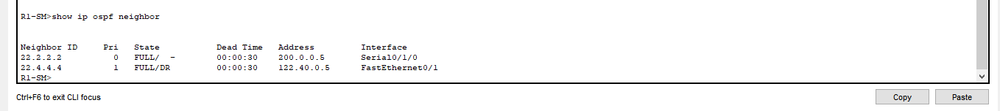 R1-SM>show ip ospf neighbor
Neighbor ID     Pri   State           Dead Time   Address         Interface
22.2.2.2          0   FULL/  -        00:00:30    200.0.0.5       Serial0/1/0
22.4.4.4          1   FULL/DR         00:00:30    122.40.0.5      FastEthernet0/1
R1-SM>
Ctrl+F6 to exit CLI focus
Copy Paste